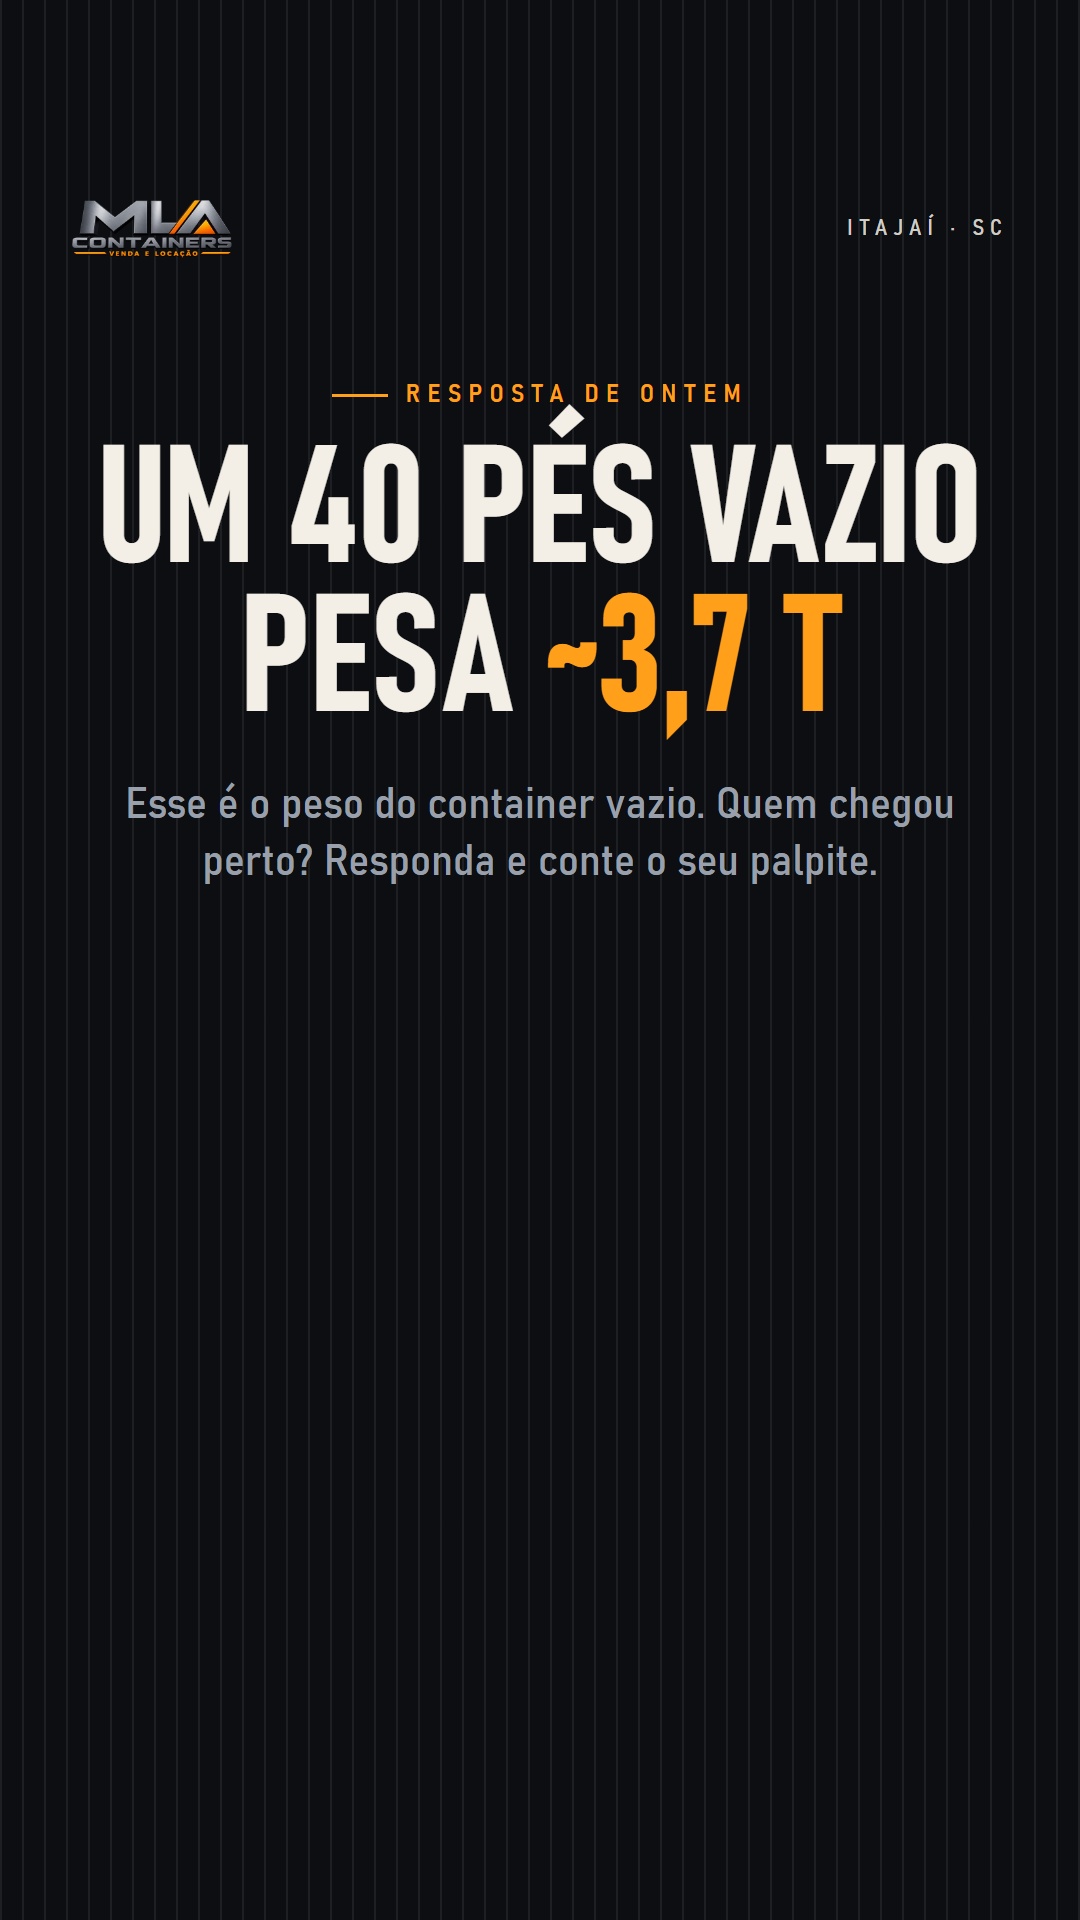 MLA
CONTAINERS
VENDA E LOCAÇÃO
ITAJAÍ · SC
RESPOSTA DE ONTEM
UM 40 PÉS VAZIO
PESA ~3,7 T
Esse é o peso do container vazio. Quem chegou
perto? Responda e conte o seu palpite.